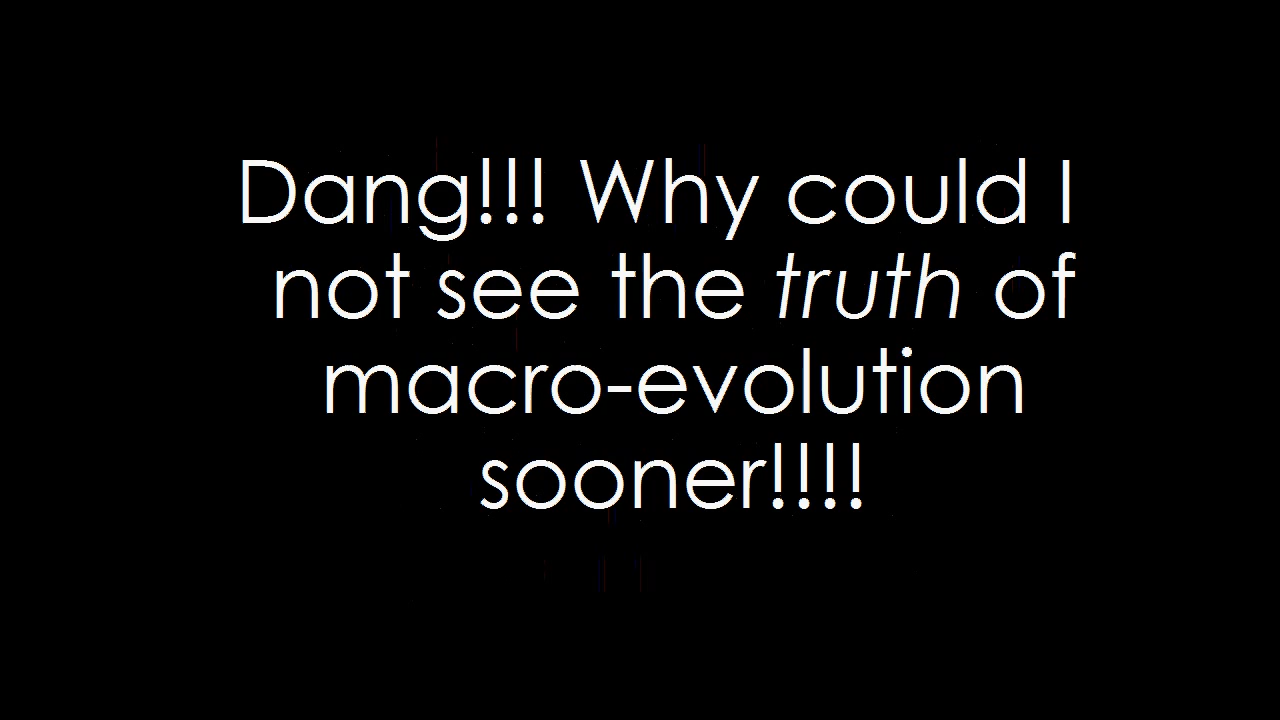 Dang!!! Why could I
not see the truth of
macro-evolution
sooner!!!!